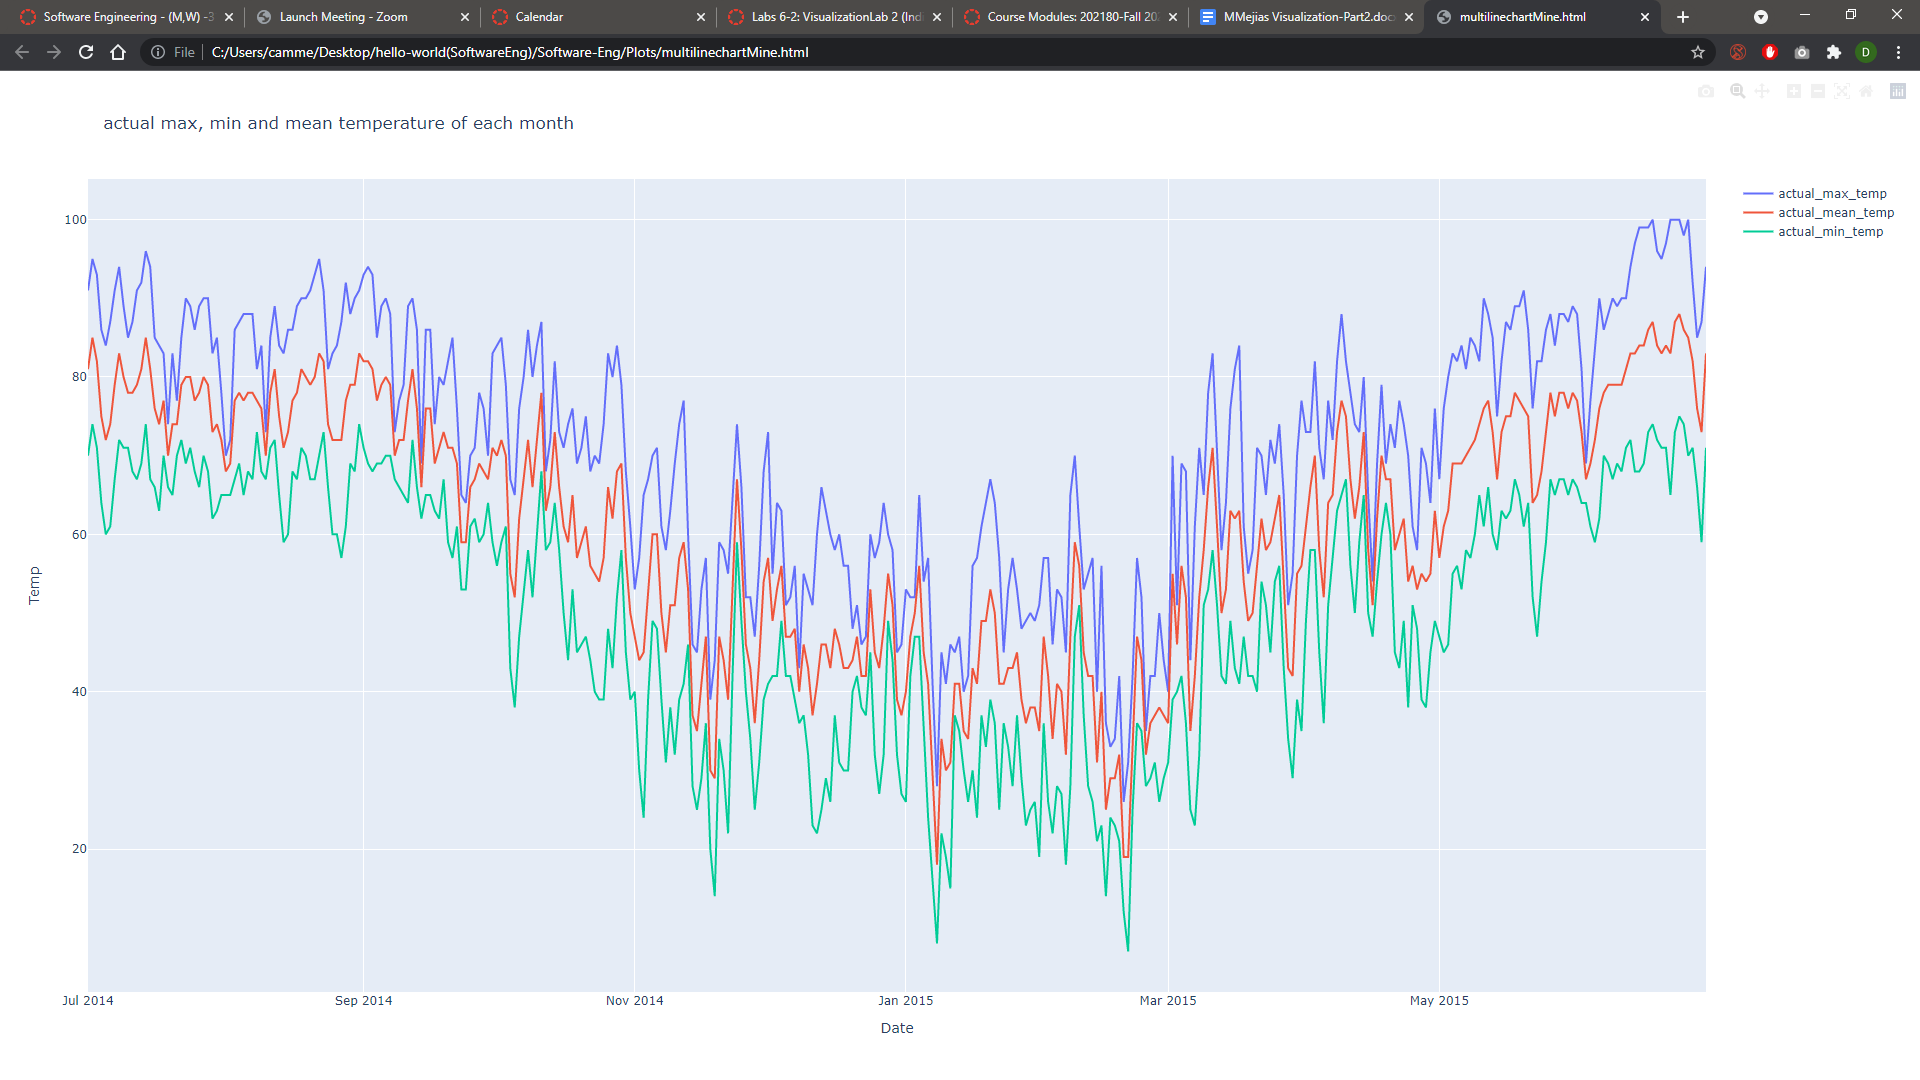 Software Engineering - (M,W) -3
Launch Meeting - Zoom
Calendar
Labs 6-2: VisualizationLab 2 (Ind
Course Modules: 202180-Fall 202
MMejias Visualization-Part2.doc
multilinechartMine.html
File
C:/Users/camme/Desktop/hello-world(SoftwareEng)/Software-Eng/Plots/multilinechartMine.html
D
actual max, min and mean temperature of each month
actual_max_temp
actual_mean_temp
actual_min_temp
100
80
60
40
20
Temp
Jul 2014
Sep 2014
Nov 2014
Jan 2015
Mar 2015
May 2015
Date